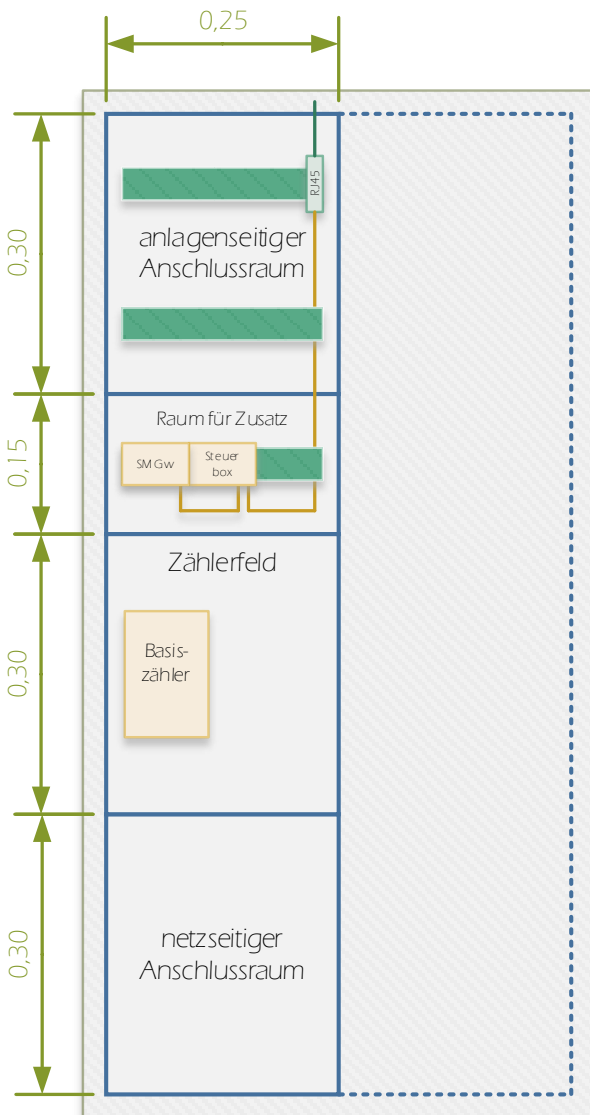 0,25
0,30
RJ45
anlagenseitiger
Anschlussraum
0,15
Raum für Zusatz
SMGw
Steuer
box
0,30
Zählerfeld
Basis-
zähler
0,30
netzseitiger
Anschlussraum